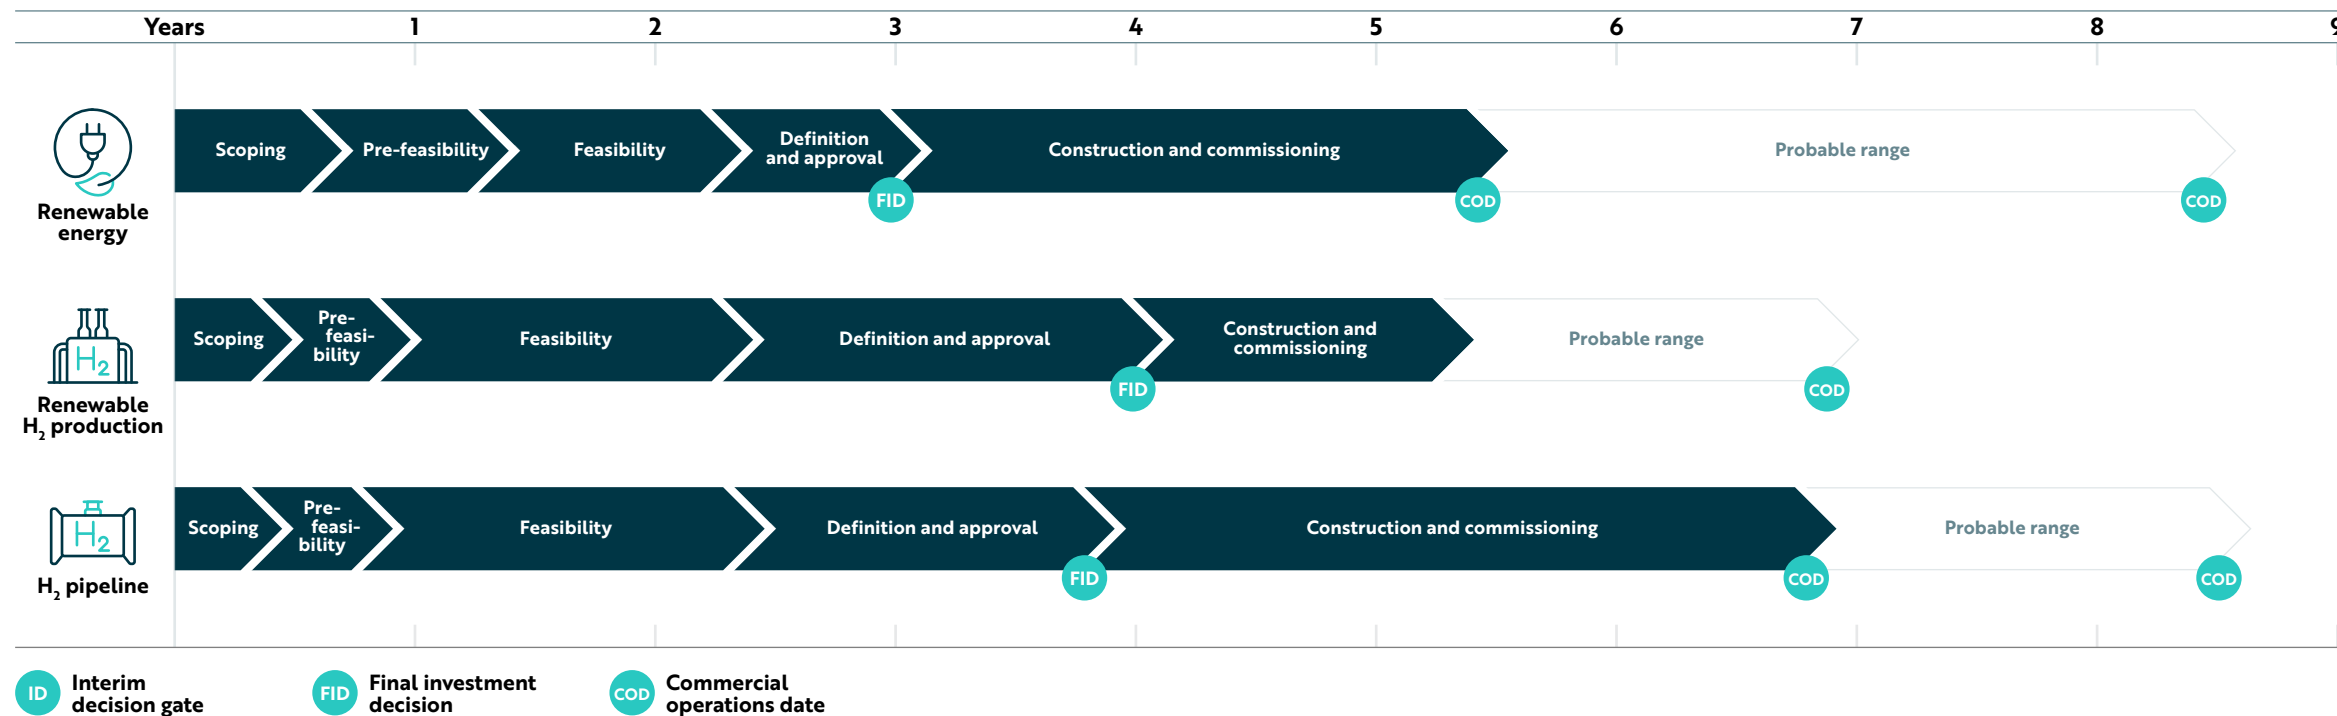 Years 1 2 3 4 5 6 7 8 9
Scoping
Pre-feasibility
Feasibility
Definition
and approval
Construction and commissioning
Probable range
FID
COD
COD
Renewable
energy
Scoping
Pre-
feasi-
bility
Feasibility
Definition and approval
Construction and
commissioning
Probable range
H2
FID
COD
Renewable
H2 production
Scoping
Pre-
feasi-
bility
Feasibility
Definition and approval
Construction and commissioning
Probable range
H2
FID
COD
COD
H2 pipeline
ID
Interim
decision gate
FID
Final investment
decision
COD
Commercial
operations date